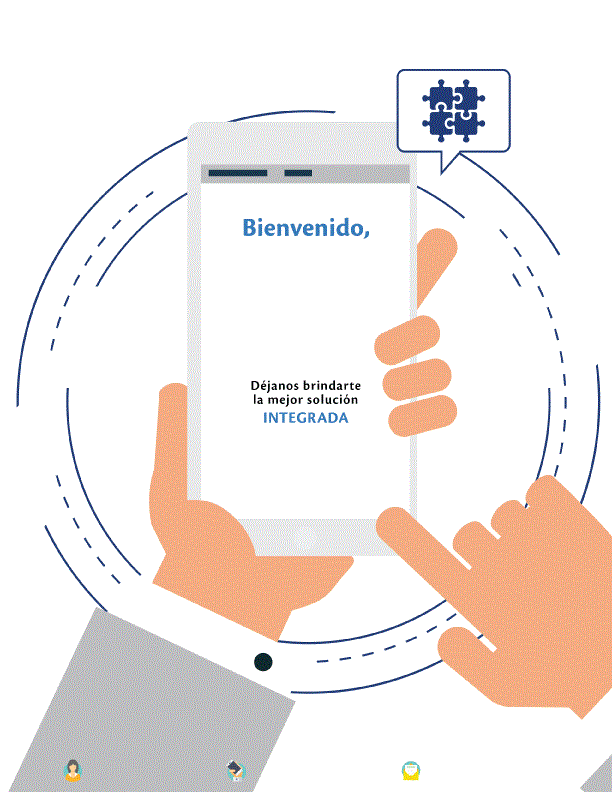 Bienvenido,
Déjanos brindarte
la mejor solución
INTEGRADA